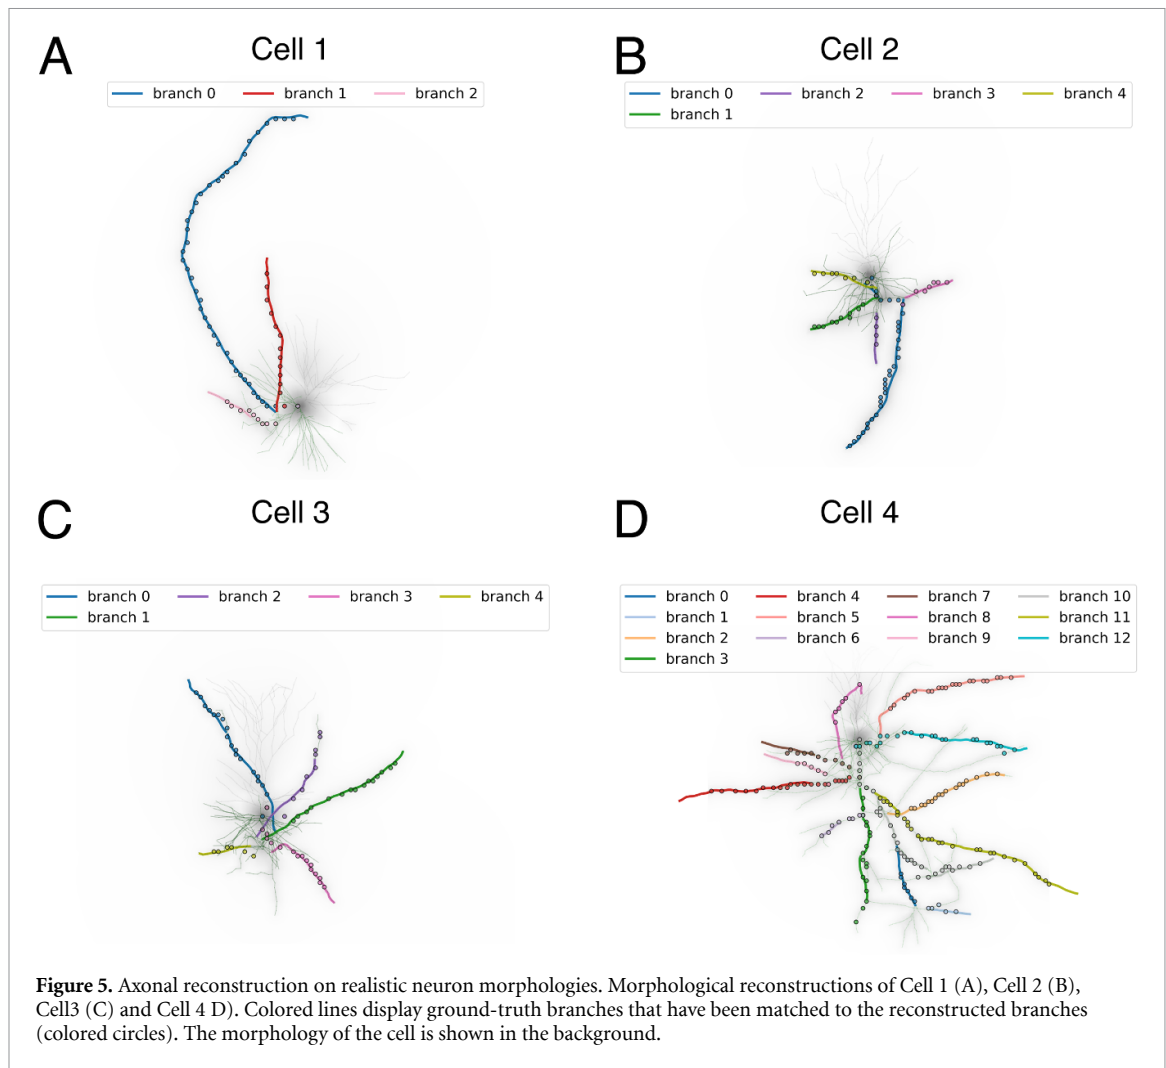 A
Cell 1
branch 0 branch 1 branch 2
B
Cell 2
branch 0 branch 2 branch 3 branch 4
branch 1
C
Cell 3
branch 0 branch 2 branch 3 branch 4
branch 1
D
Cell 4
branch 0 branch 4 branch 7 branch 10
branch 1 branch 5 branch 8 branch 11
branch 2 branch 6 branch 9 branch 12
branch 3
Figure 5. Axonal reconstruction on realistic neuron morphologies. Morphological reconstructions of Cell 1 (A), Cell 2 (B),
Cell3 (C) and Cell 4 D). Colored lines display ground-truth branches that have been matched to the reconstructed branches
(colored circles). The morphology of the cell is shown in the background.